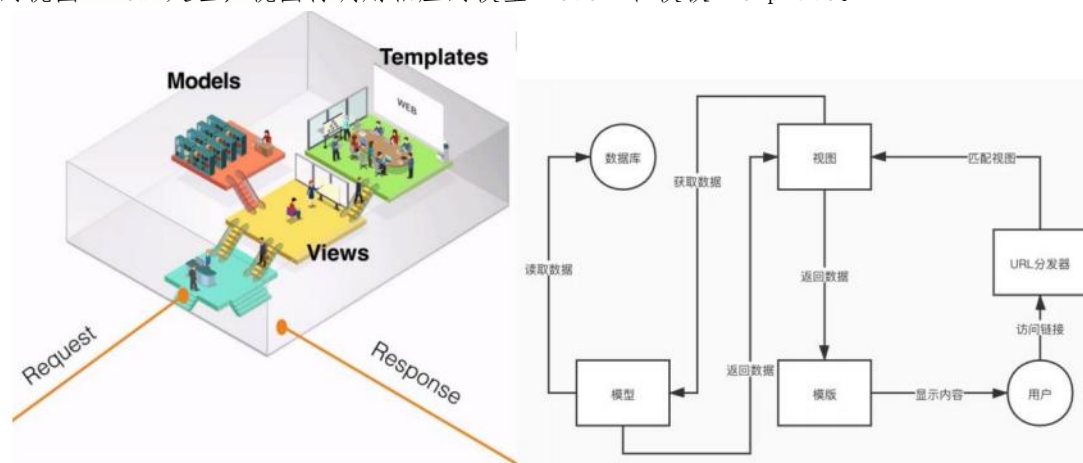 Templates
Models
WEB
Views
Request
Response
数据库
视图
匹配视图
获取数据
URL分发器
读取数据
返回数据
访问链接
返回数据
模型
模版
显示内容
用户